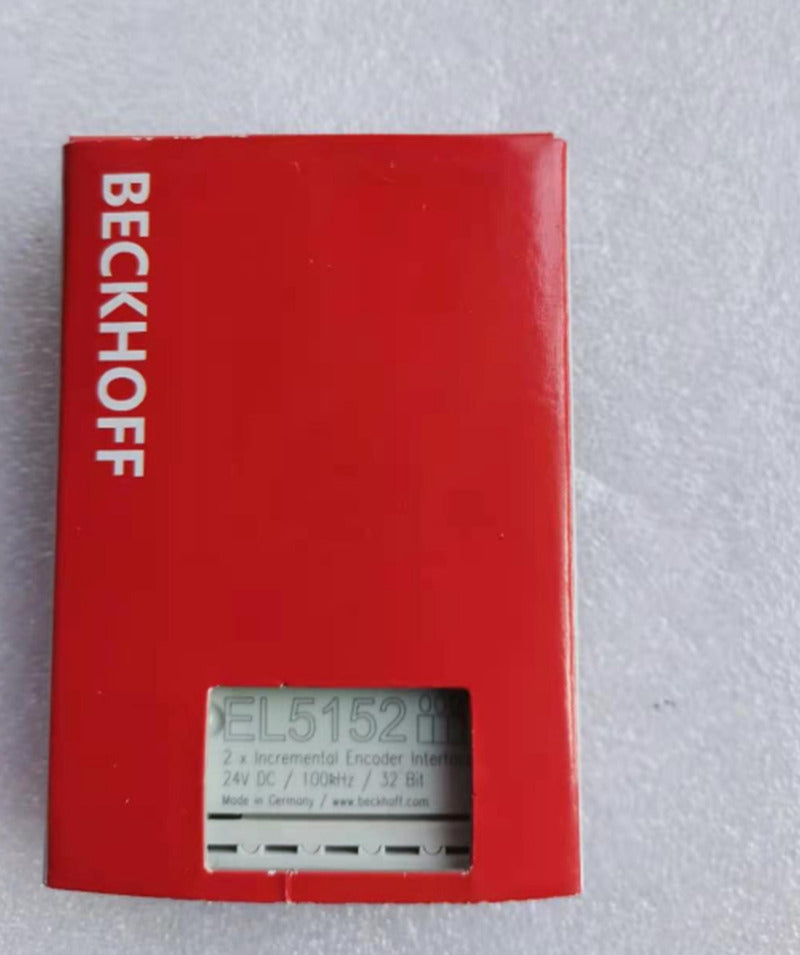 BECKHOFF
EL5152
2 x Incremental Encoder
24V DC / 100kHz / 32 Bit
Made in Germany / www.beckhoff.com